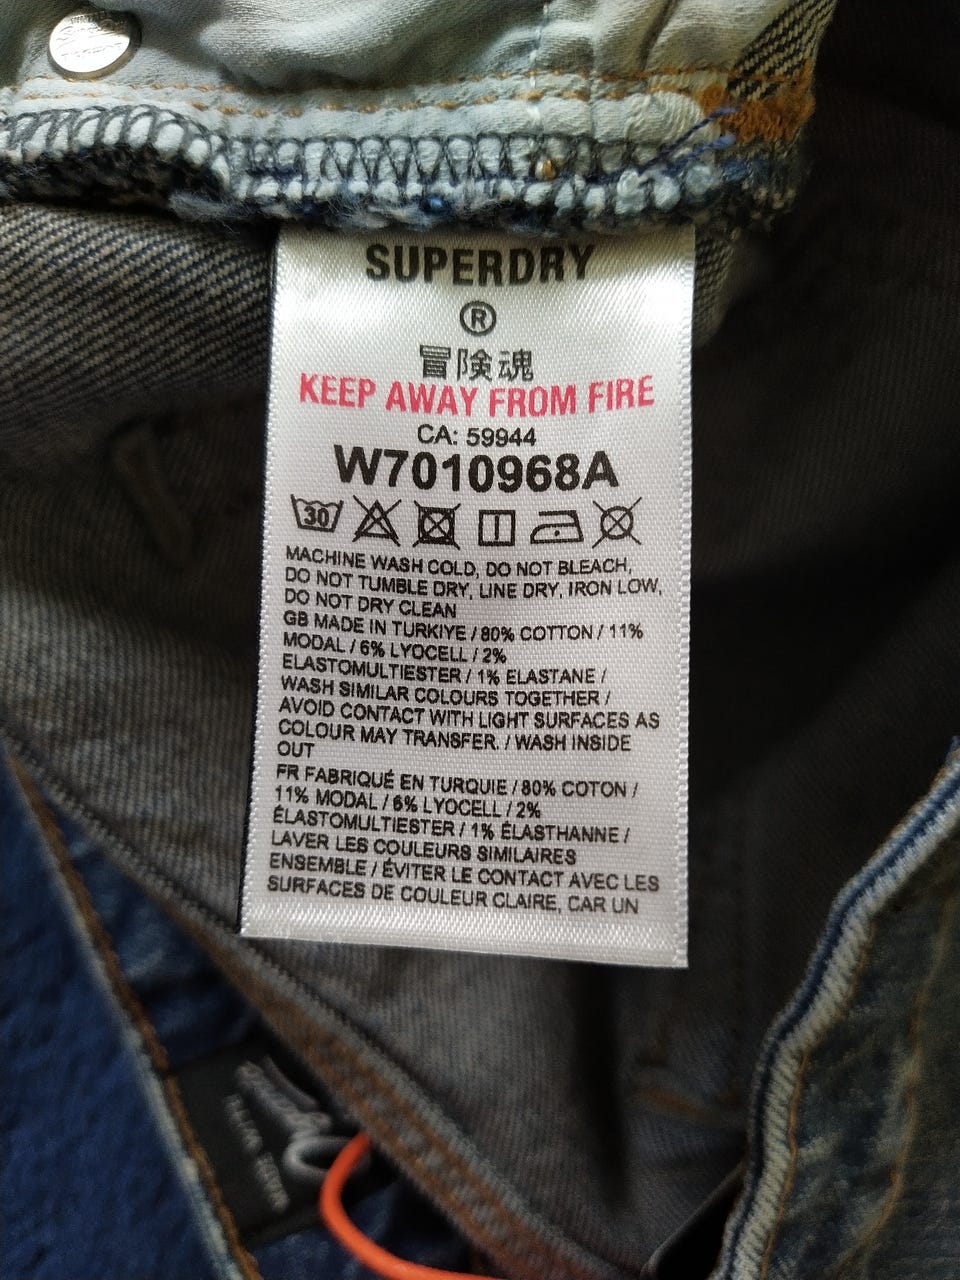 SUPERDRY
®
冒険魂
KEEP AWAY FROM FIRE
CA: 59944
W7010968A
30
MACHINE WASH COLD, DO NOT BLEACH,
DO NOT TUMBLE DRY, LINE DRY, IRON LOW,
DO NOT DRY CLEAN
GB MADE IN TURKIYE / 80% COTTON / 11%
MODAL / 6% LYOCELL / 2%
ELASTOMULTIESTER / 1% ELASTANE /
WASH SIMILAR COLOURS TOGETHER /
AVOID CONTACT WITH LIGHT SURFACES AS
COLOUR MAY TRANSFER. / WASH INSIDE
OUT
FR FABRIQUÉ EN TURQUIE / 80% COTON /
11% MODAL / 6% LYOCELL / 2%
ÉLASTOMULTIESTER / 1% ÉLASTHANNE /
LAVER LES COULEURS SIMILAIRES
ENSEMBLE / ÉVITER LE CONTACT AVEC LES
SURFACES DE COULEUR CLAIRE, CAR UN